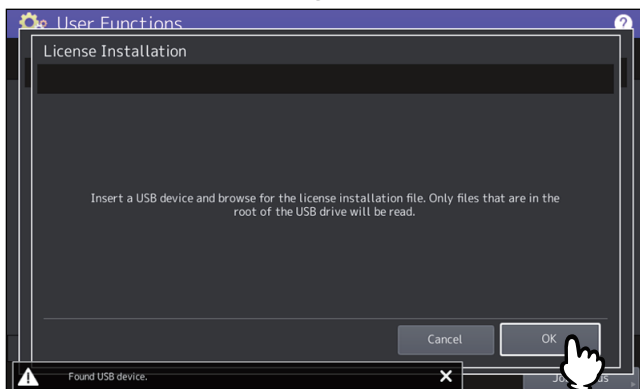 User Functions
?
License Installation
Insert a USB device and browse for the license installation file. Only files that are in the
root of the USB drive will be read.
Cancel
OK
Found USB device.